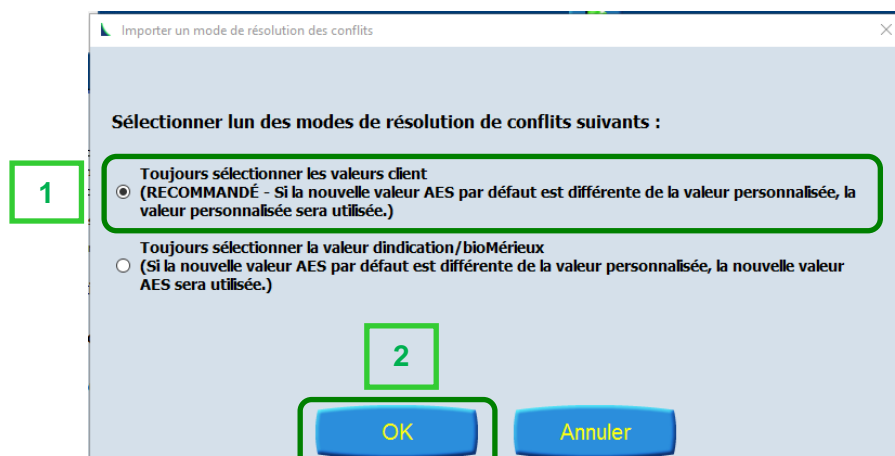 Importer un mode de résolution des conflits
Sélectionner lun des modes de résolution de conflits suivants :
1
Toujours sélectionner les valeurs client
(RECOMMANDÉ - Si la nouvelle valeur AES par défaut est différente de la valeur personnalisée, la
valeur personnalisée sera utilisée.)
Toujours sélectionner la valeur dindication/bioMérieux
(Si la nouvelle valeur AES par défaut est différente de la valeur personnalisée, la nouvelle valeur
AES sera utilisée.)
2
OK
Annuler